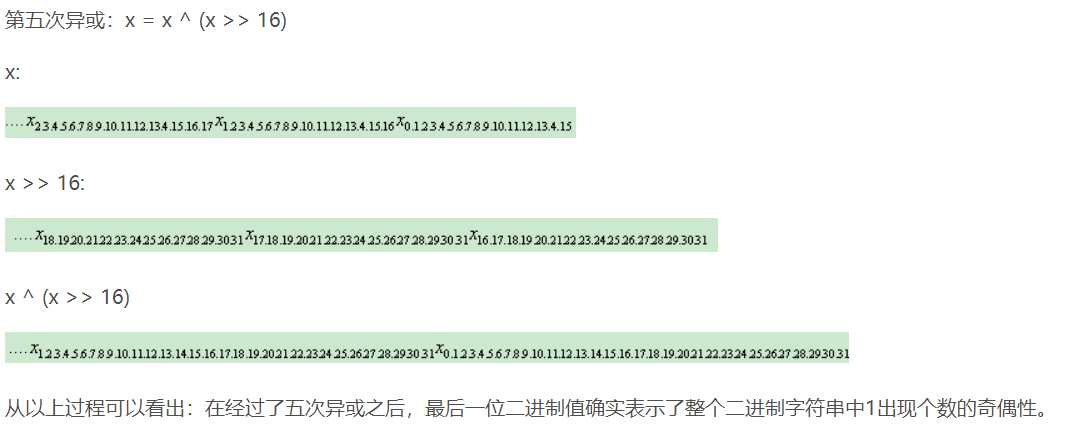 第五次异或：x = x ^ (x >> 16)
x:
....x2.3.4.5.6.7.8.9.10.11.12.13.4.15.16.17x1.2.3.4.5.6.7.8.9.10.11.12.13.4.15.16x0.1.2.3.4.5.6.7.8.9.10.11.12.13.4.15
x >> 16:
....x18.19.20.21.22.23.24.25.26.27.28.29.30.31x17.18.19.20.21.22.23.24.25.26.27.28.29.30.31x16.17.18.19.20.21.22.23.24.25.26.27.28.29.30.31
x ^ (x >> 16)
....x1.2.3.4.5.6.7.8.9.10.11.12.13.14.15.16.17.18.19.20.21.22.23.24.25.26.27.28.29.30.31x0.1.2.3.4.5.6.7.8.9.10.11.12.13.14.15.16.17.18.19.20.21.22.23.24.25.26.27.28.29.30.31
从以上过程可以看出：在经过了五次异或之后，最后一位二进制值确实表示了整个二进制字符串中1出现个数的奇偶性。